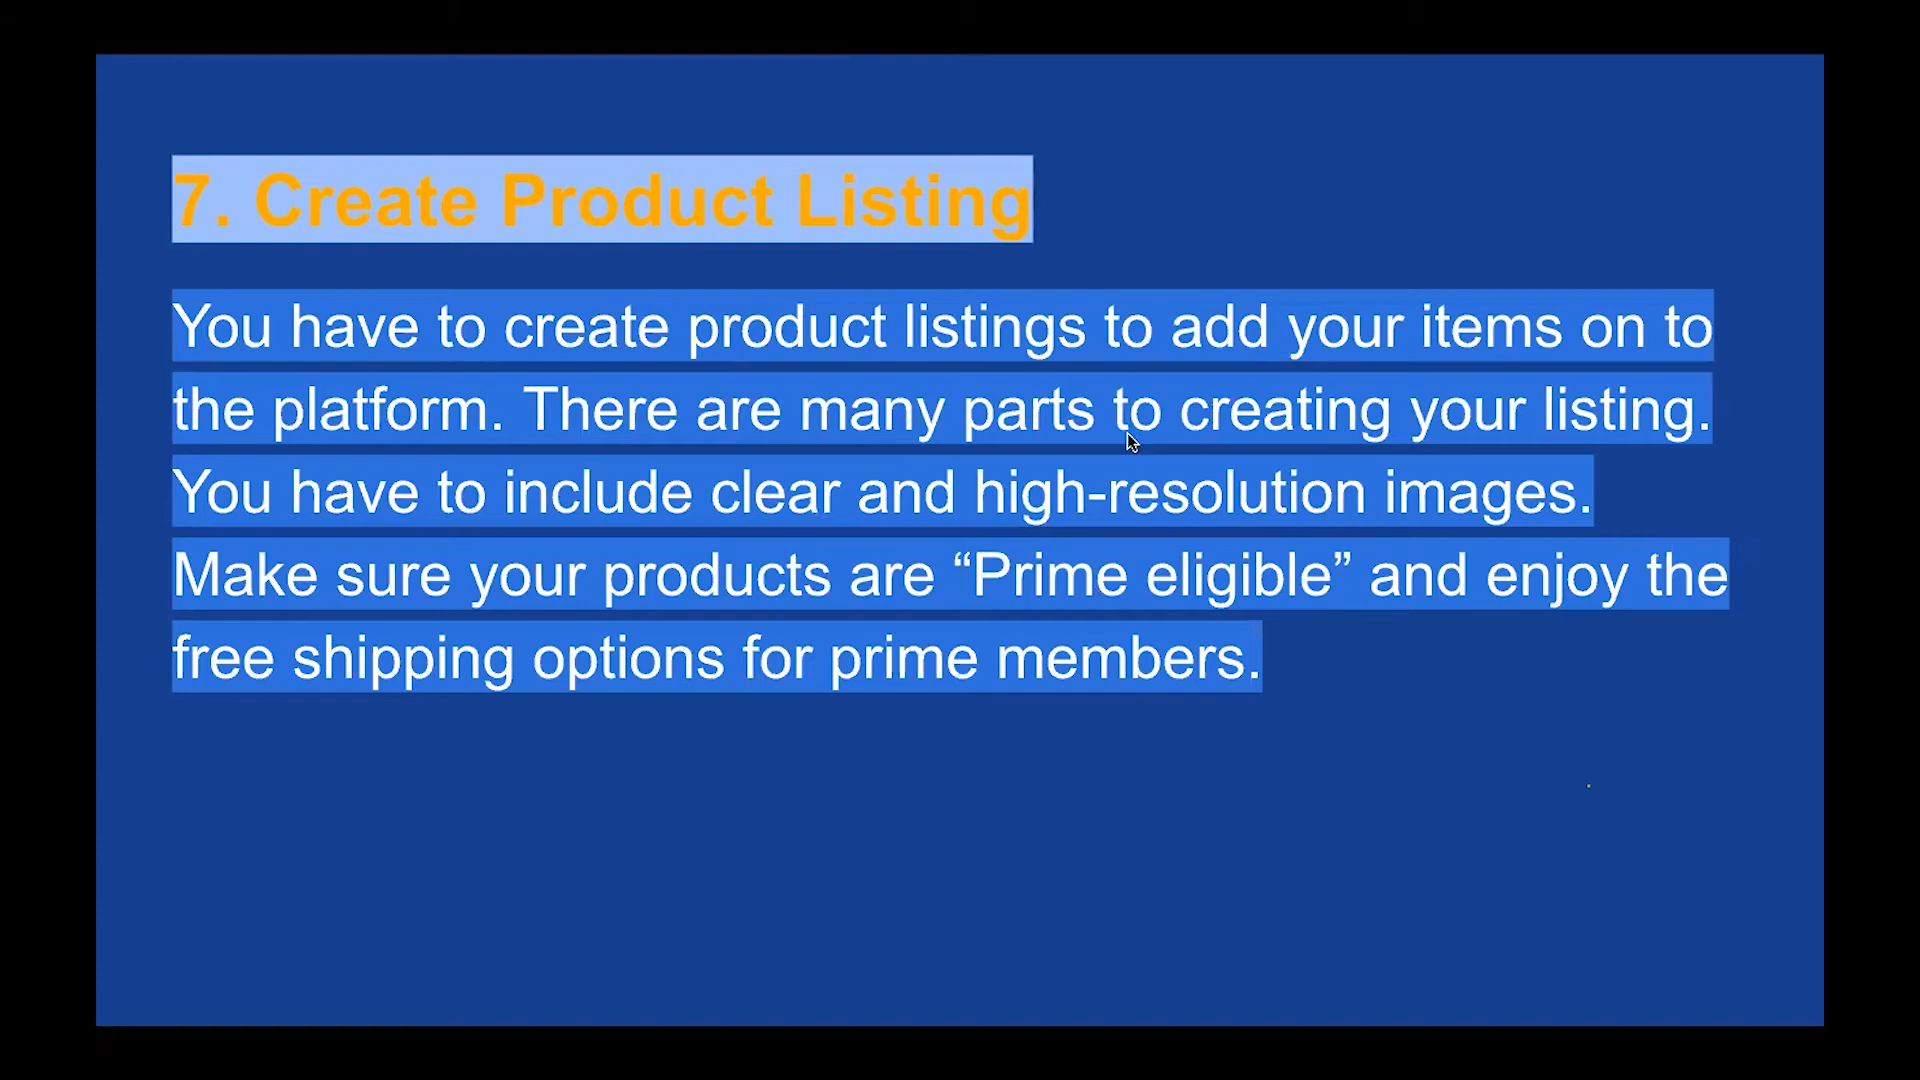 7. Create Product Listing
You have to create product listings to add your items on to
the platform. There are many parts to creating your listing.
You have to include clear and high-resolution images.
Make sure your products are “Prime eligible” and enjoy the
free shipping options for prime members.